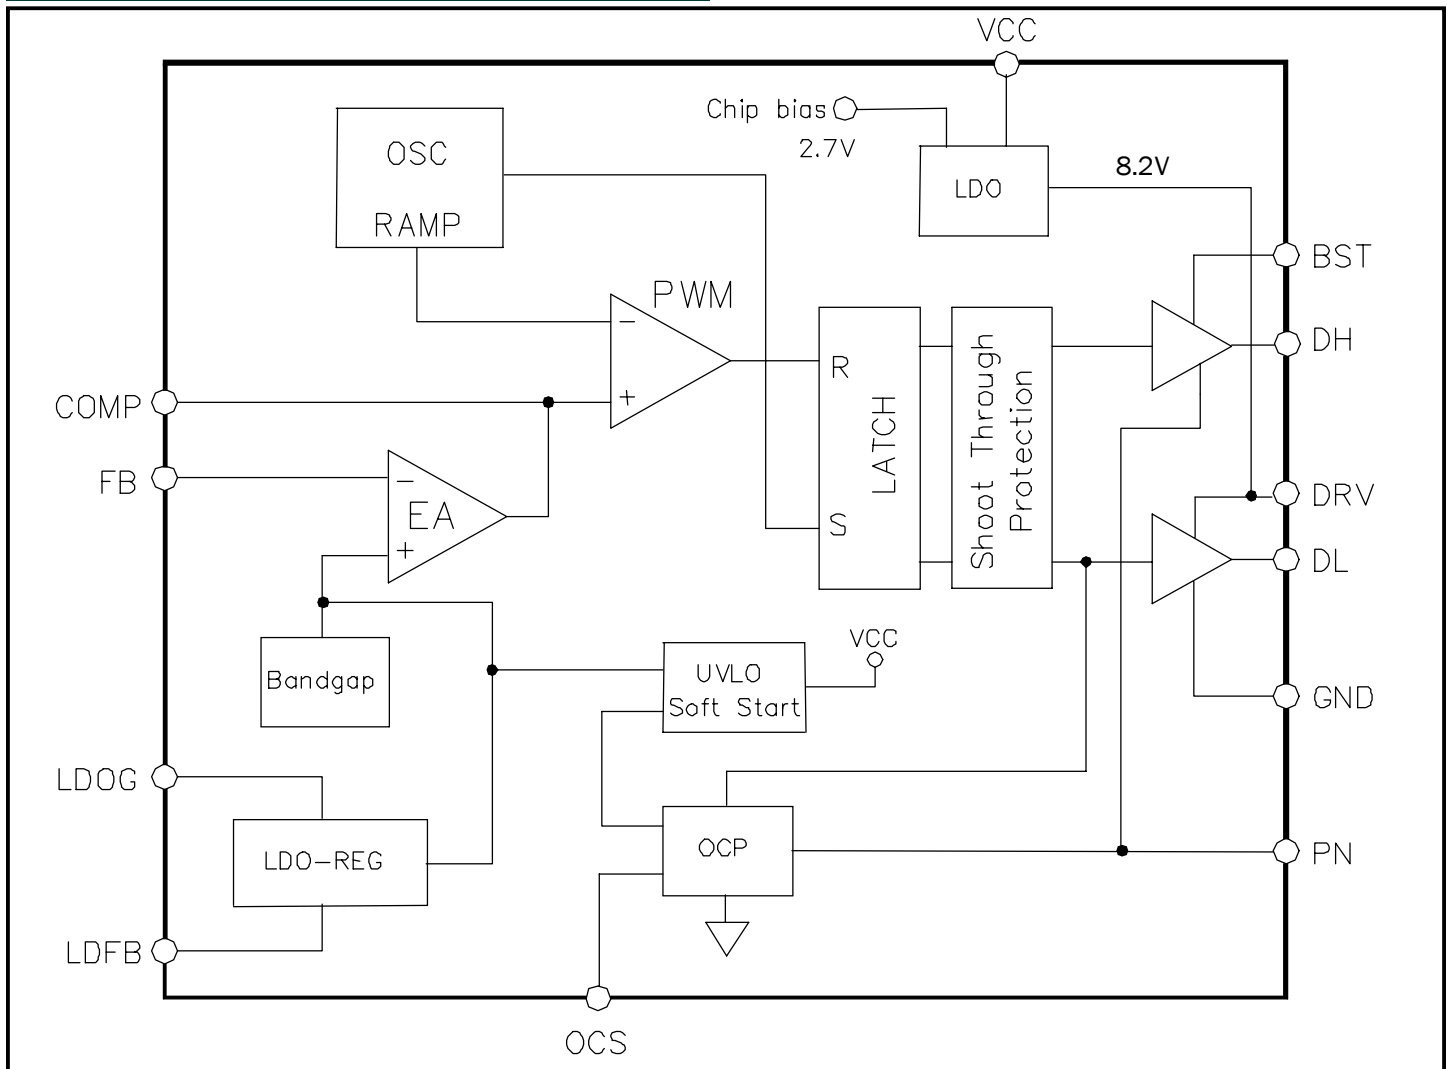 VCC
Chip bias
2.7V
OSC
RAMP
LDO
8.2V
BST
PWM
DH
R
−
+
COMP
LATCH
Shoot Through
Protection
FB
−
EA
+
S
DRV
DL
Bandgap
UVLO
Soft Start
VCC
GND
LDOG
LDO-REG
OCP
PN
LDFB
OCS